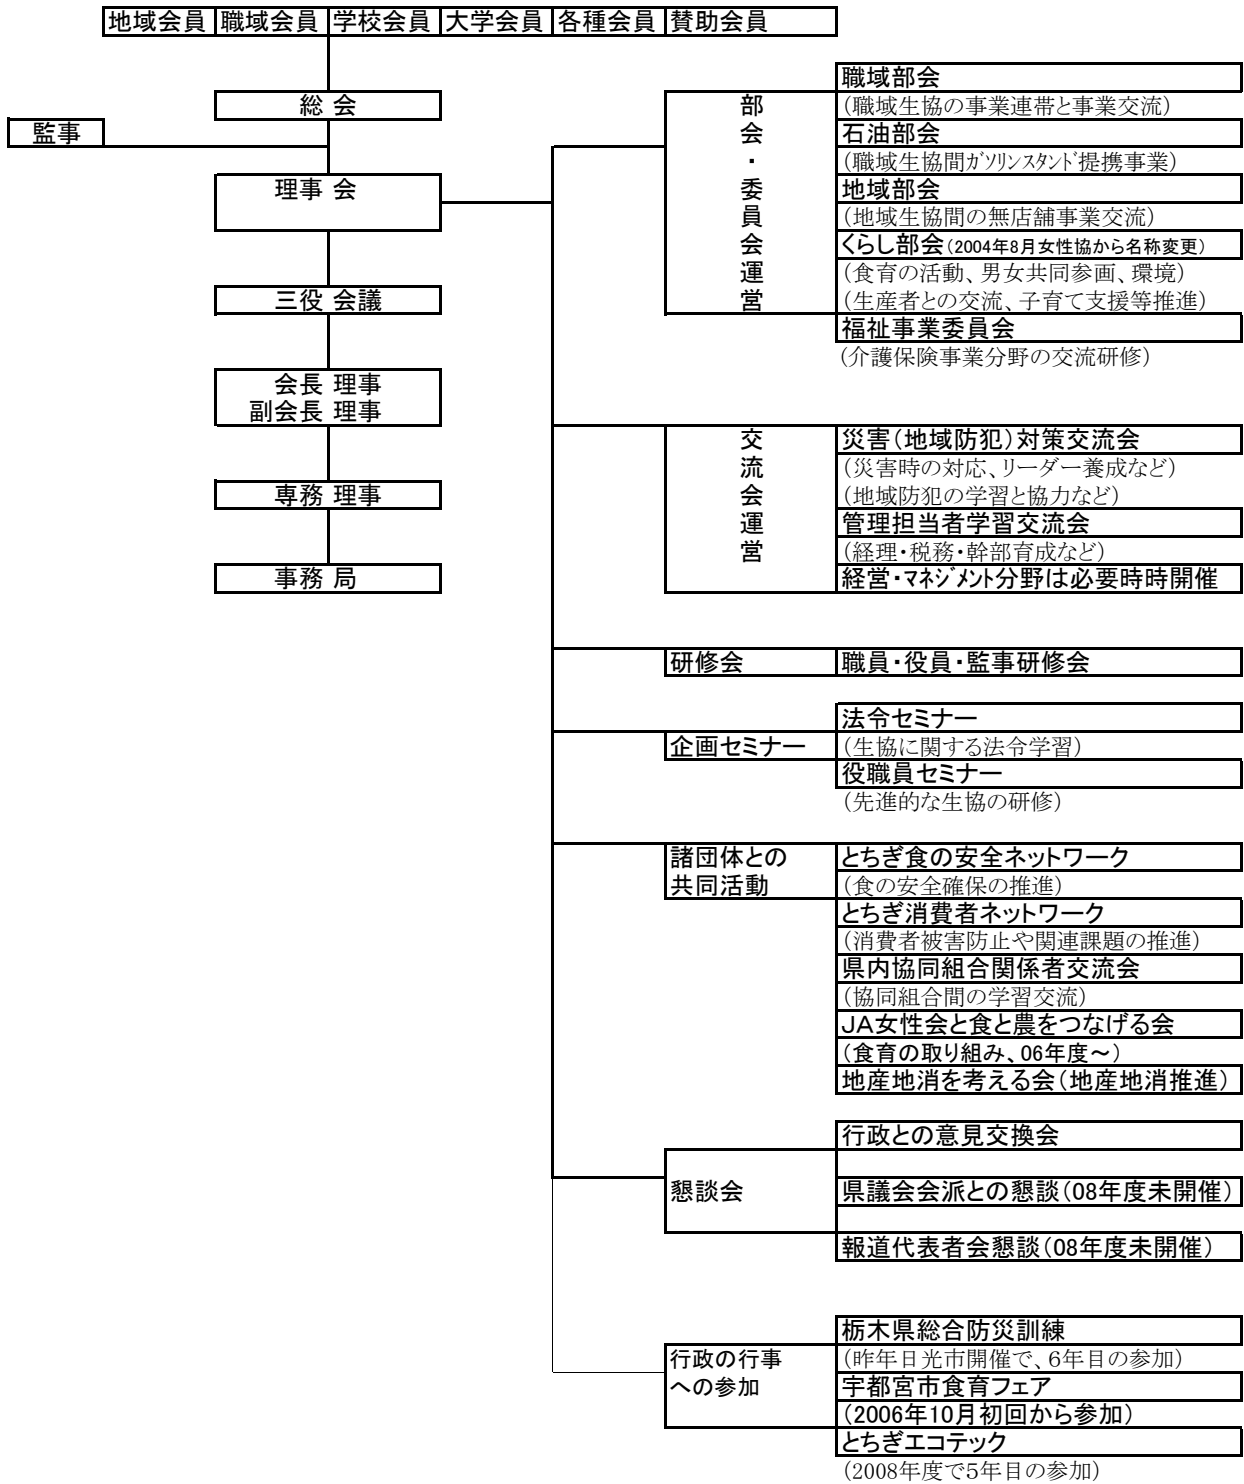 地域会員 職域会員 学校会員 大学会員 各種会員 賛助会員
総 会
監事
理事 会
三役 会議
会長 理事
副会長 理事
専務 理事
事務 局
部会・委員会運営
職域部会
(職域生協の事業連帯と事業交流)
石油部会
(職域生協間ｶﾞｿﾘﾝｽﾀﾝﾄﾞ提携事業)
地域部会
(地域生協間の無店舗事業交流)
くらし部会(2004年8月女性協から名称変更)
(食育の活動、男女共同参画、環境)
(生産者との交流、子育て支援等推進)
福祉事業委員会
(介護保険事業分野の交流研修)
交流会運営
災害(地域防犯)対策交流会
(災害時の対応、リーダー養成など)
(地域防犯の学習と協力など)
管理担当者学習交流会
(経理・税務・幹部育成など)
経営・ﾏﾈｼﾞﾒﾝﾄ分野は必要時時開催
研修会
職員・役員・監事研修会
企画セミナー
法令セミナー
(生協に関する法令学習)
役職員セミナー
(先進的な生協の研修)
諸団体との
共同活動
とちぎ食の安全ネットワーク
(食の安全確保の推進)
とちぎ消費者ネットワーク
(消費者被害防止や関連課題の推進)
県内協同組合関係者交流会
(協同組合間の学習交流)
JA女性会と食と農をつなげる会
(食育の取り組み、06年度～)
地産地消を考える会(地産地消推進)
懇談会
行政との意見交換会
県議会会派との懇談(08年度未開催)
報道代表者会懇談(08年度未開催)
行政の行事
への参加
栃木県総合防災訓練
(昨年日光市開催で、6年目の参加)
宇都宮市食育フェア
(2006年10月初回から参加)
とちぎエコテック
(2008年度で5年目の参加)